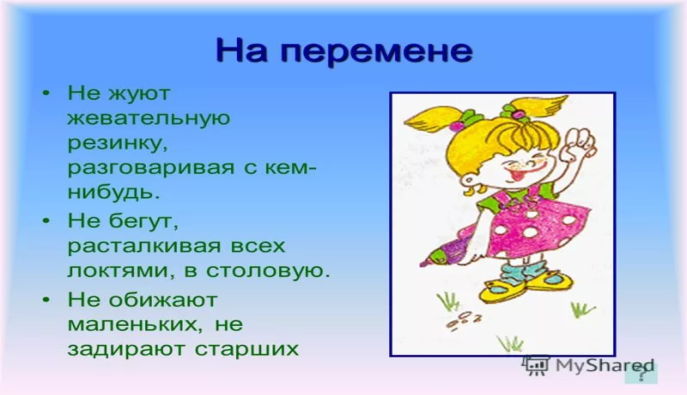 На перемене
• Не жуют
жевательную
резинку,
разговаривая с кем-
нибудь.
• Не бегут,
расталкивая всех
локтями, в столовую.
• Не обижают
маленьких, не
задирают старших
MyShared
?